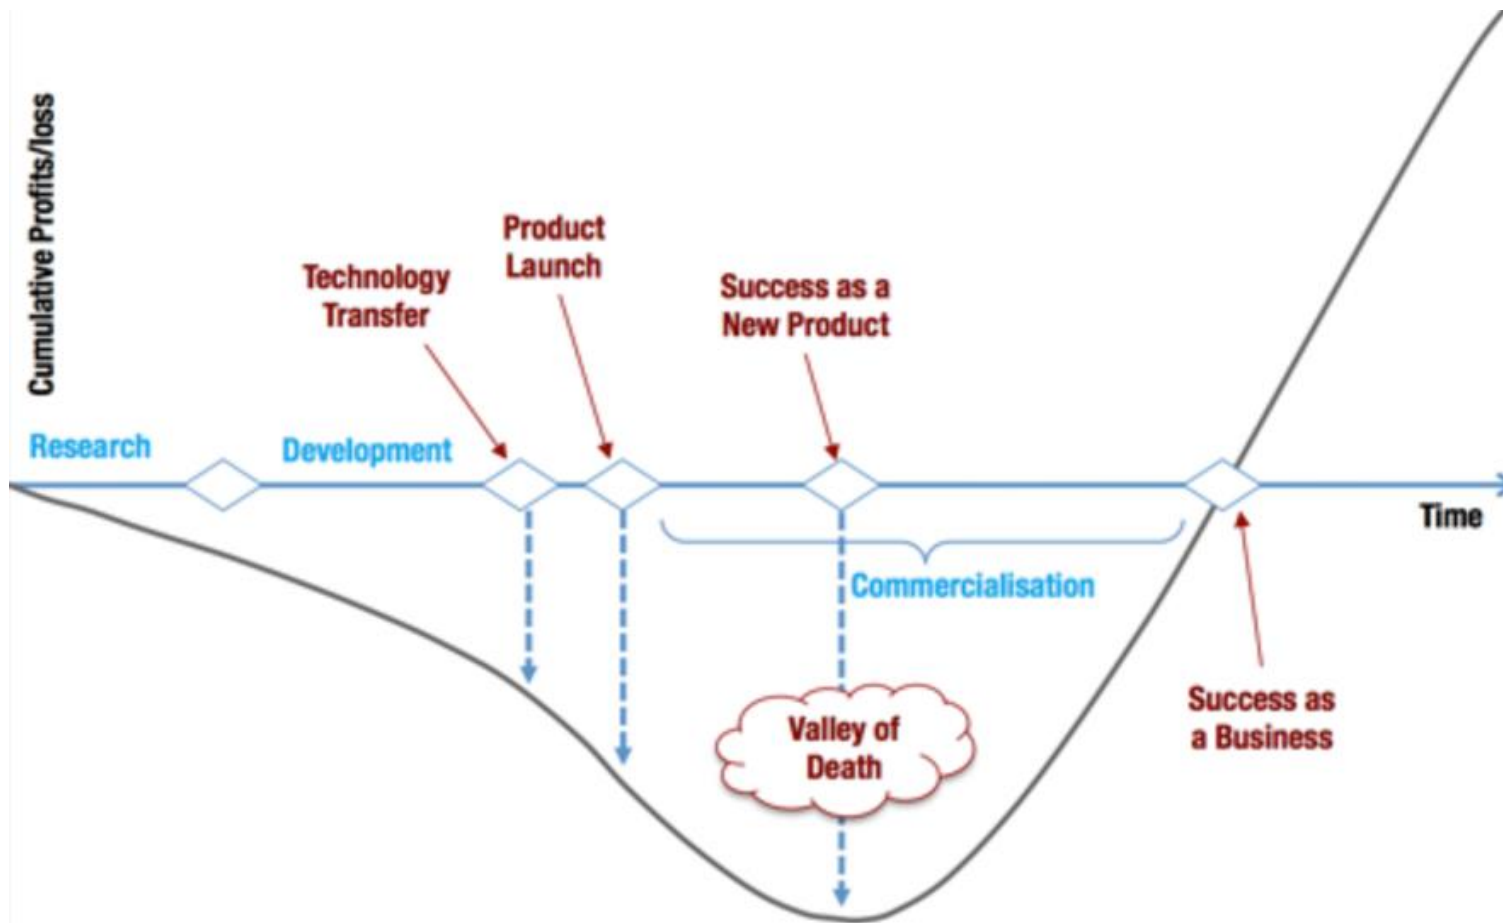 Cumulative Profits/loss
Product
Launch
Technology
Transfer
Success as a
New Product
Research
Development
Time
Commercialisation
Valley of
Death
Success as
a Business